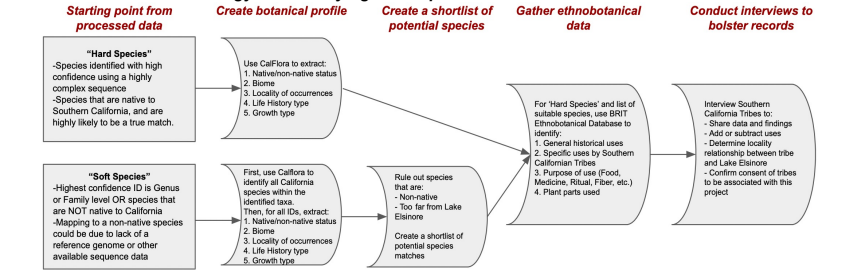 Starting point from
processed data
Create botanical profile
Create a shortlist of
potential species
Gather ethnobotanical
data
Conduct interviews to
bolster records
“Hard Species”
-Species identified with high
confidence using a highly
complex sequence
-Species that are native to
Southern California, and are
highly likely to be a true match.
Use CalFlora to extract:
1. Native/non-native status
2. Biome
3. Locality of occurrences
4. Life History type
5. Growth type
For 'Hard Species' and list of
suitable species, use BRIT
Ethnobotanical Database to
identify:
1. General historical uses
2. Specific uses by Southern
Californian Tribes
3. Purpose of use (Food,
Medicine, Ritual, Fiber, etc.)
4. Plant parts used
Interview Southern
California Tribes to:
- Share data and findings
- Add or subtract uses
- Determine locality
relationship between tribe
and Lake Elsinore
- Confirm consent of tribes
to be associated with this
project
“Soft Species”
- Highest confidence ID is Genus
or Family level OR species that
are NOT native to California
- Mapping to a non-native species
could be due to lack of a
reference genome or other
available sequence data
First, use Calflora to
identify all California
species within the
identified taxa.
Then, for all IDs, extract:
1. Native/non-native status
2. Biome
3. Locality of occurrences
4. Life History type
5. Growth type
Rule out species
that are:
- Non-native
- Too far from Lake
Elsinore
Create a shortlist of
potential species
matches